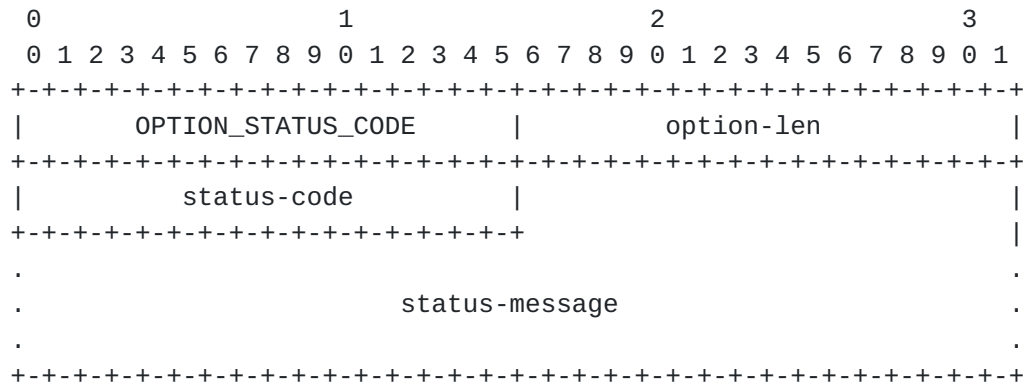 0                   1                   2                   3
 0 1 2 3 4 5 6 7 8 9 0 1 2 3 4 5 6 7 8 9 0 1 2 3 4 5 6 7 8 9 0 1
+-+-+-+-+-+-+-+-+-+-+-+-+-+-+-+-+-+-+-+-+-+-+-+-+-+-+-+-+-+-+-+-+
|       OPTION_STATUS_CODE      |         option-len            |
+-+-+-+-+-+-+-+-+-+-+-+-+-+-+-+-+-+-+-+-+-+-+-+-+-+-+-+-+-+-+-+-+
|          status-code          |                               |
+-+-+-+-+-+-+-+-+-+-+-+-+-+-+-+-+                               |
.                                                               .
.                        status-message                         .
.                                                               .
+-+-+-+-+-+-+-+-+-+-+-+-+-+-+-+-+-+-+-+-+-+-+-+-+-+-+-+-+-+-+-+-+